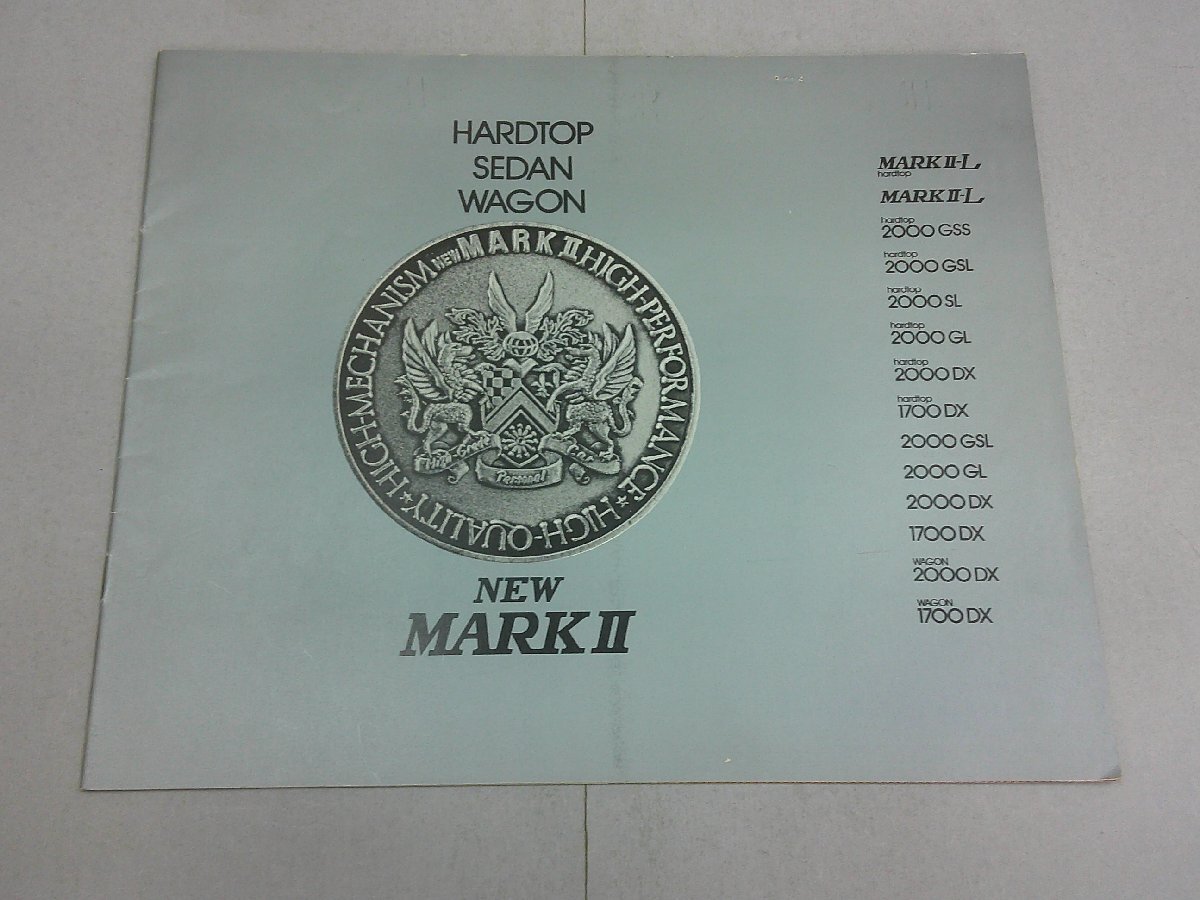 HARDTOP
SEDAN
WAGON
HIGH-MECHANISM NEW MARK II HIGH-PERFORMANCE★HIGH-QUALITY★
Personal
NEW
MARK II
MARK II-L
hardtop
MARK II-L
hardtop
2000 GSS
hardtop
2000 GSL
hardtop
2000 SL
hardtop
2000 GL
hardtop
2000 DX
hardtop
1700 DX
2000 GSL
2000 GL
2000 DX
1700 DX
WAGON
2000 DX
WAGON
1700 DX